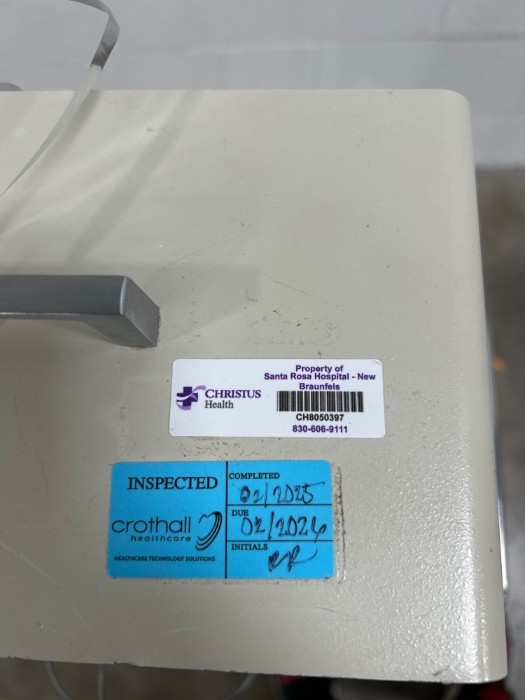 Property of
Santa Rosa Hospital - New
Braunfels
CHRISTUS
Health
CH8050397
830-606-9111
INSPECTED
crothall
healthcare
HEALTHCARE TECHNOLOGY SOLUTIONS
COMPLETED
02/2025
DUE
02/2026
INITIALS
RR